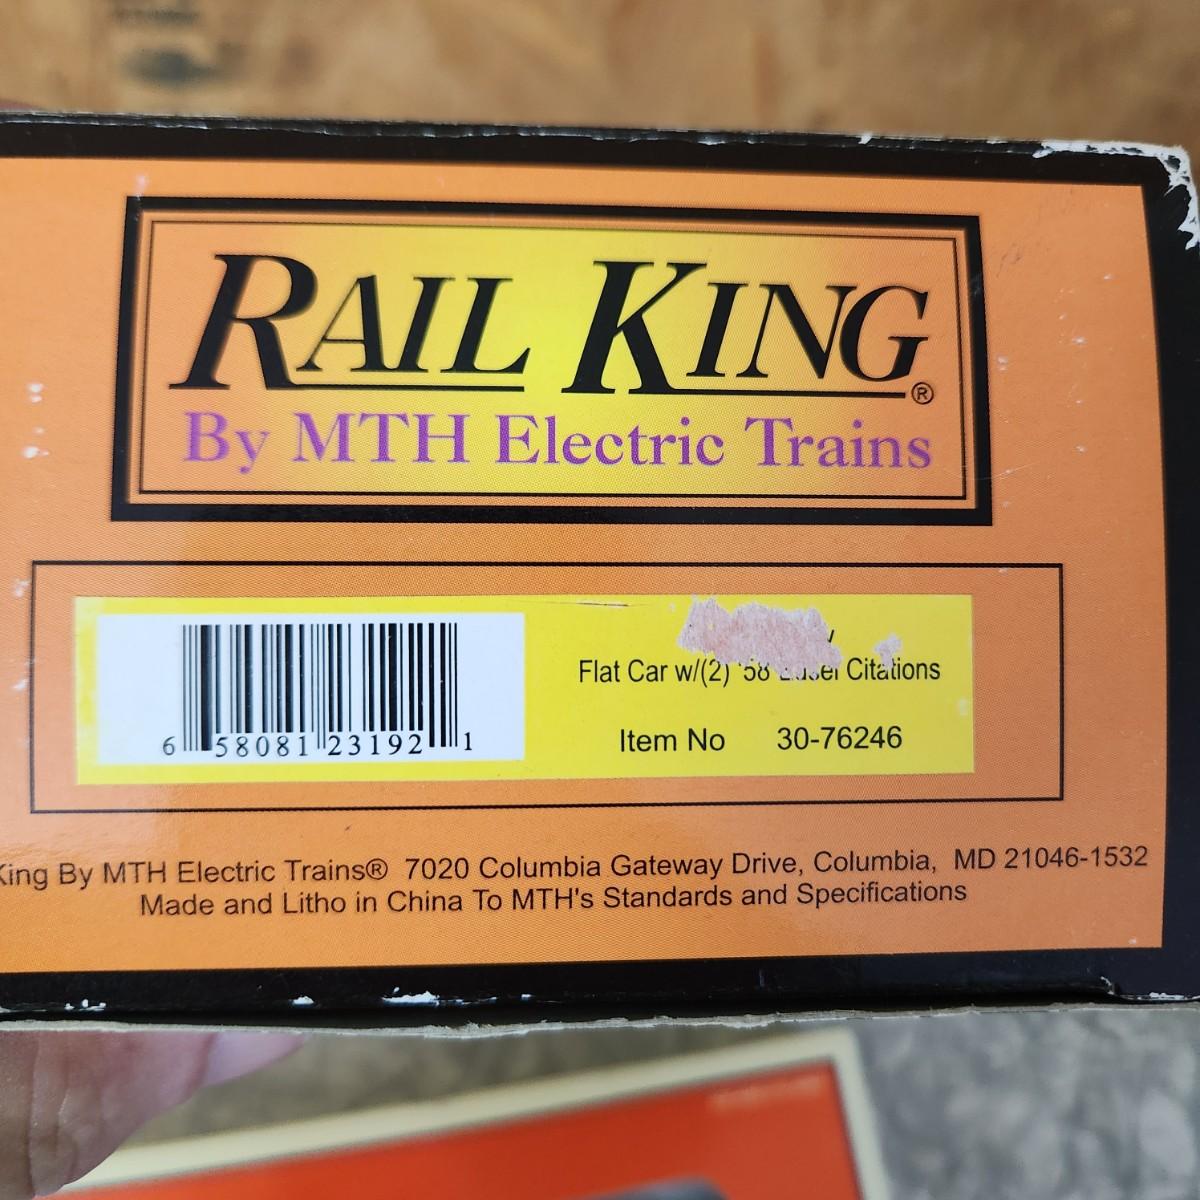 RAIL KING®
By MTH Electric Trains
Flat Car w/(2) '58 Citations
6 58081 23192 1
Item No 30-76246
King By MTH Electric Trains® 7020 Columbia Gateway Drive, Columbia, MD 21046-1532
Made and Litho in China To MTH's Standards and Specifications